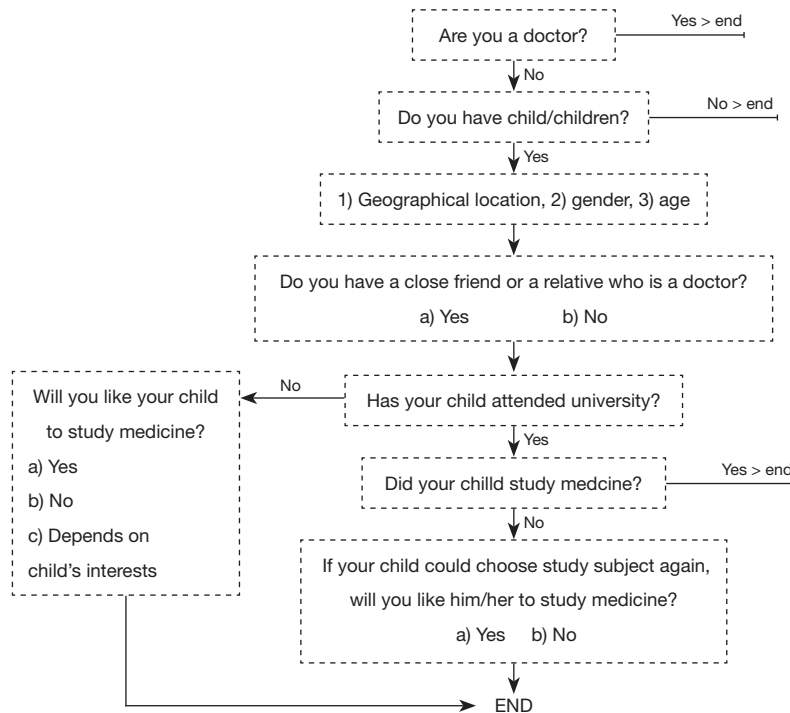 Are you a doctor?
Yes > end
No
Do you have child/children?
No > end
Yes
1) Geographical location, 2) gender, 3) age
Do you have a close friend or a relative who is a doctor?
a) Yes b) No
Has your child attended university?
No
Will you like your child
to study medicine?
a) Yes
b) No
c) Depends on
child's interests
Yes
Did your chilld study medcine?
Yes > end
No
If your child could choose study subject again,
will you like him/her to study medicine?
a) Yes b) No
END